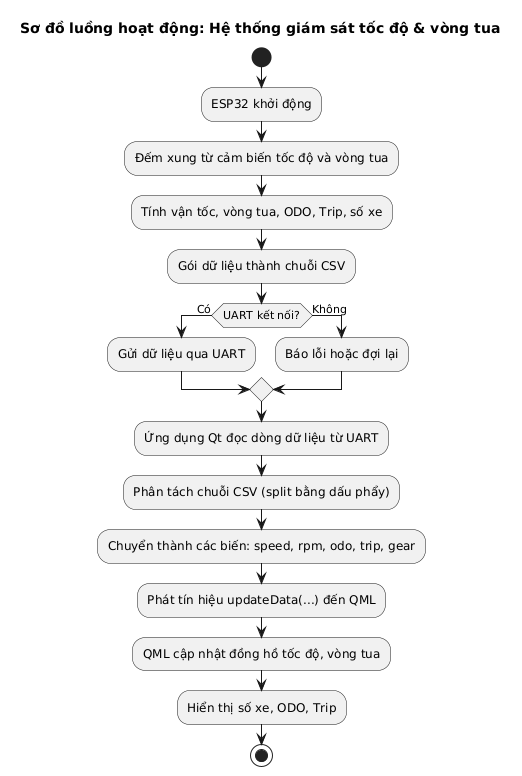 Sơ đồ luồng hoạt động: Hệ thống giám sát tốc độ & vòng tua
ESP32 khởi động
Đếm xung từ cảm biến tốc độ và vòng tua
Tính vận tốc, vòng tua, ODO, Trip, số xe
Gói dữ liệu thành chuỗi CSV
Có
UART kết nối?
Không
Gửi dữ liệu qua UART
Báo lỗi hoặc đợi lại
Ứng dụng Qt đọc dòng dữ liệu từ UART
Phân tách chuỗi CSV (split bằng dấu phẩy)
Chuyển thành các biến: speed, rpm, odo, trip, gear
Phát tín hiệu updateData(...) đến QML
QML cập nhật đồng hồ tốc độ, vòng tua
Hiển thị số xe, ODO, Trip